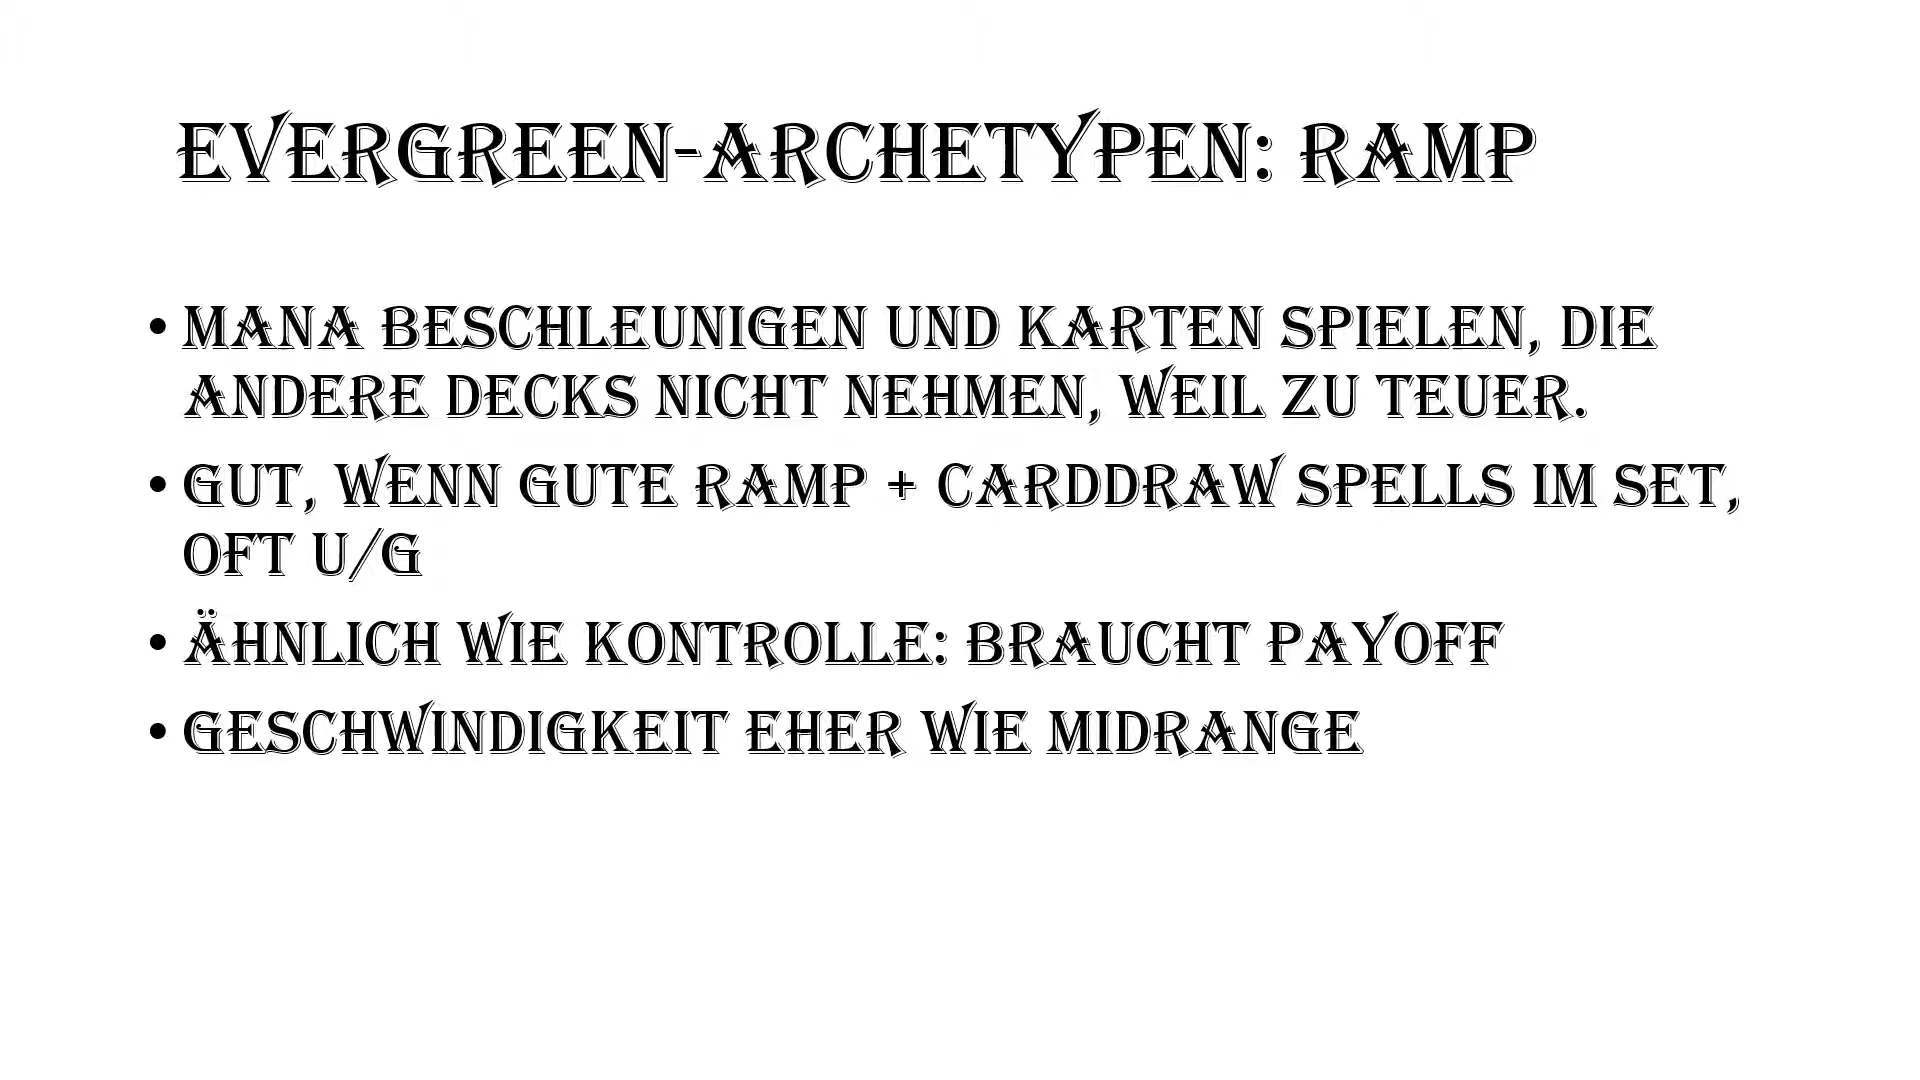 EVERGREEN-ARCHETYPEN: RAMP
• MANA BESCHLEUNIGEN UND KARTEN SPIELEN, DIE
ANDERE DECKS NICHT NEHMEN, WEIL ZU TEUER.
• GUT, WENN GUTE RAMP + CARDDRAW SPELLS IM SET,
OFT U/G
• ÄHNLICH WIE KONTROLLE: BRAUCHT PAYOFF
• GESCHWINDIGKEIT EHER WIE MIDRANGE